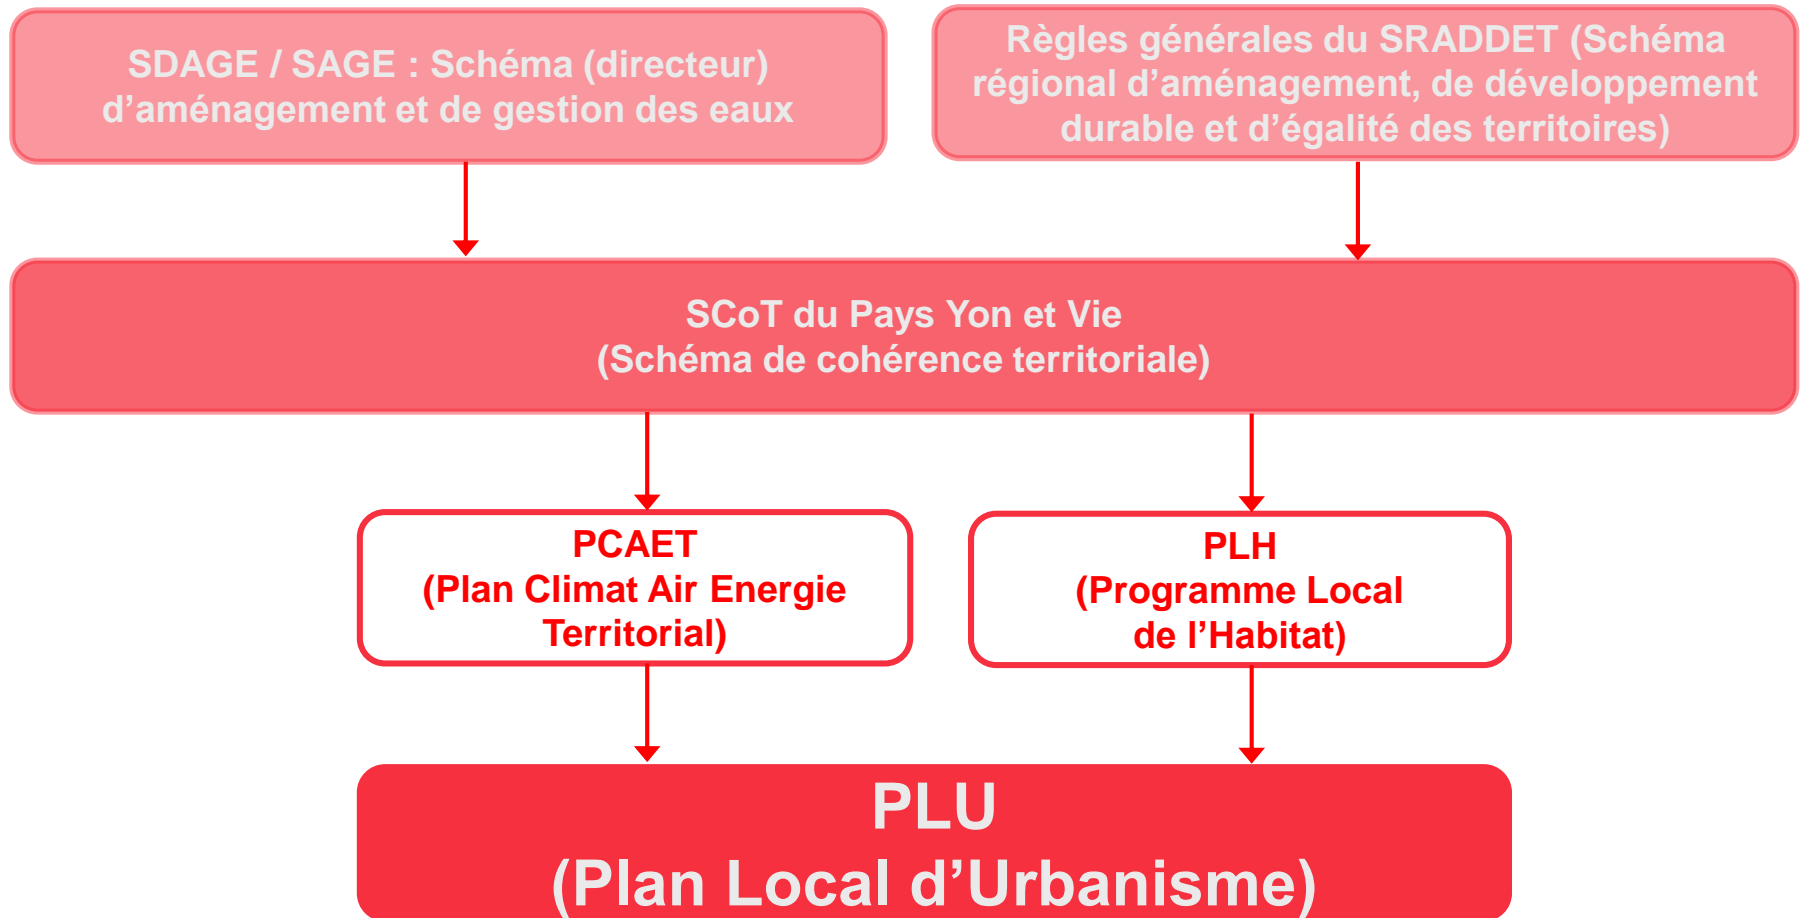 SDAGE / SAGE : Schéma (directeur)
d’aménagement et de gestion des eaux
Règles générales du SRADDET (Schéma
régional d’aménagement, de développement
durable et d’égalité des territoires)
SCoT du Pays Yon et Vie
(Schéma de cohérence territoriale)
PCAET
(Plan Climat Air Energie
Territorial)
PLH
(Programme Local
de l’Habitat)
PLU
(Plan Local d’Urbanisme)